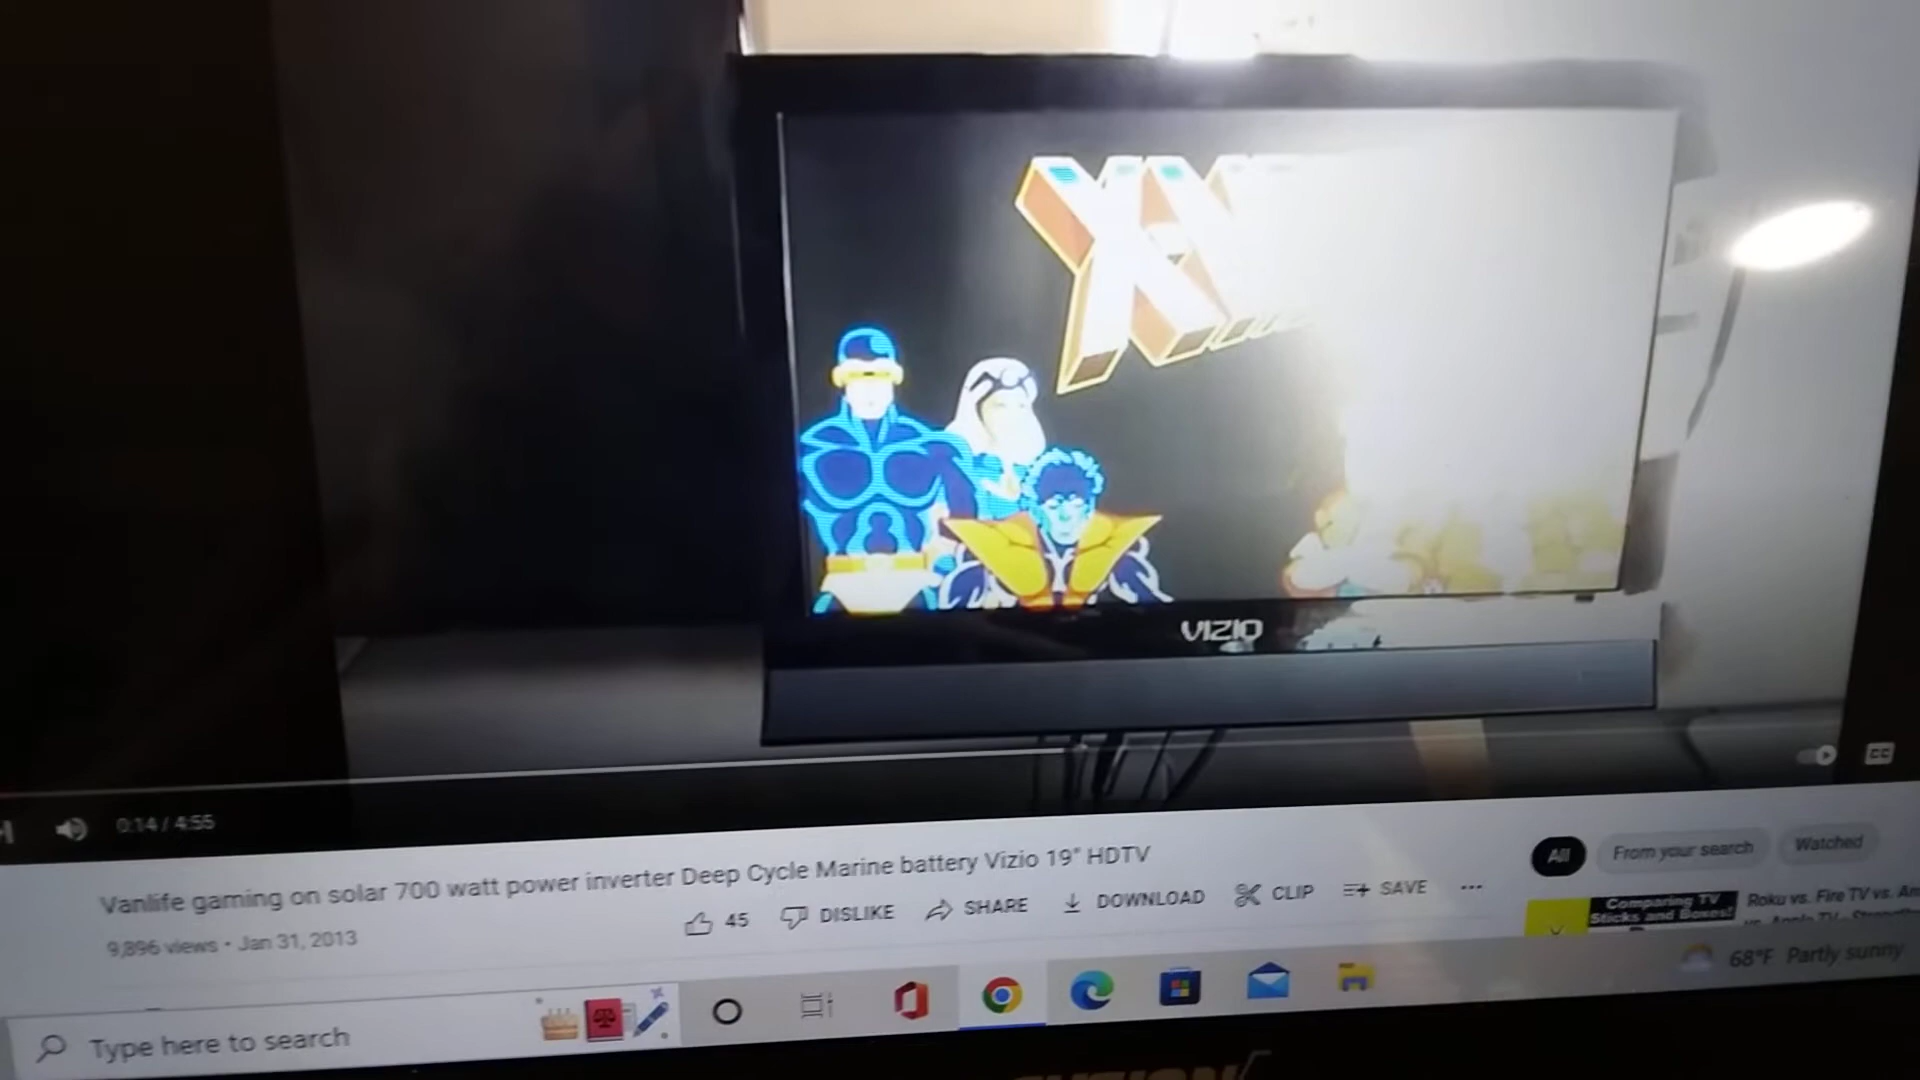 VIZIO
0:14 / 4:55
CC
Vanlife gaming on solar 700 watt power inverter Deep Cycle Marine battery Vizio 19" HDTV
9,896 views • Jan 31, 2013
45
DISLIKE
SHARE
DOWNLOAD
CLIP
SAVE
All
From your search
Watched
Comparing TV
Sticks and Boxes!
Roku vs. Fire TV vs.
Type here to search
68°F Partly sunny